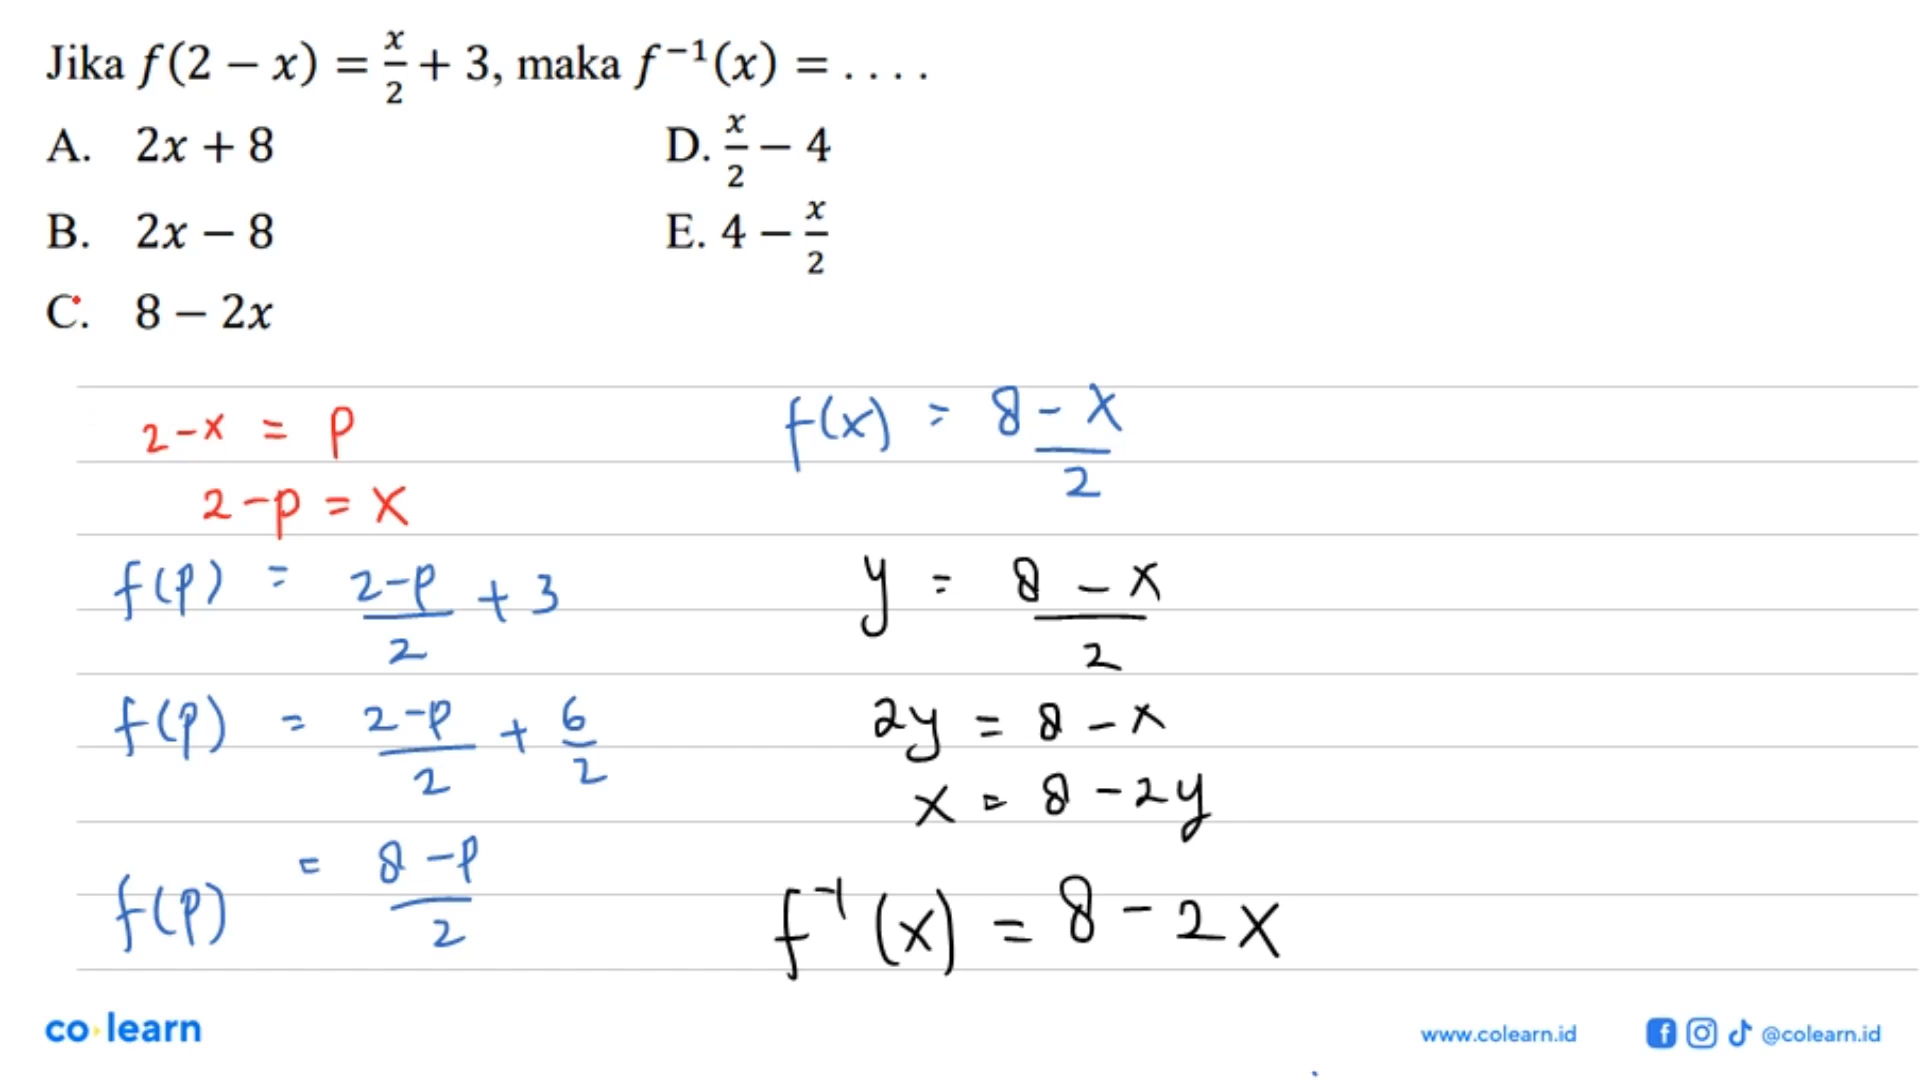 Jika f(2 − x) = x/2 + 3, maka f⁻¹(x) = . . . .
A. 2x + 8
B. 2x − 8
C. 8 − 2x
D. x/2 − 4
E. 4 − x/2
2 - x = p
2 - p = x
f(p) = (2-p)/2 + 3
f(p) = (2-p)/2 + 6/2
f(p) = (8-p)/2
f(x) = (8 - x)/2
y = (8 - x)/2
2y = 8 - x
x = 8 - 2y
f⁻¹(x) = 8 - 2x
co learn
www.colearn.id
@colearn.id